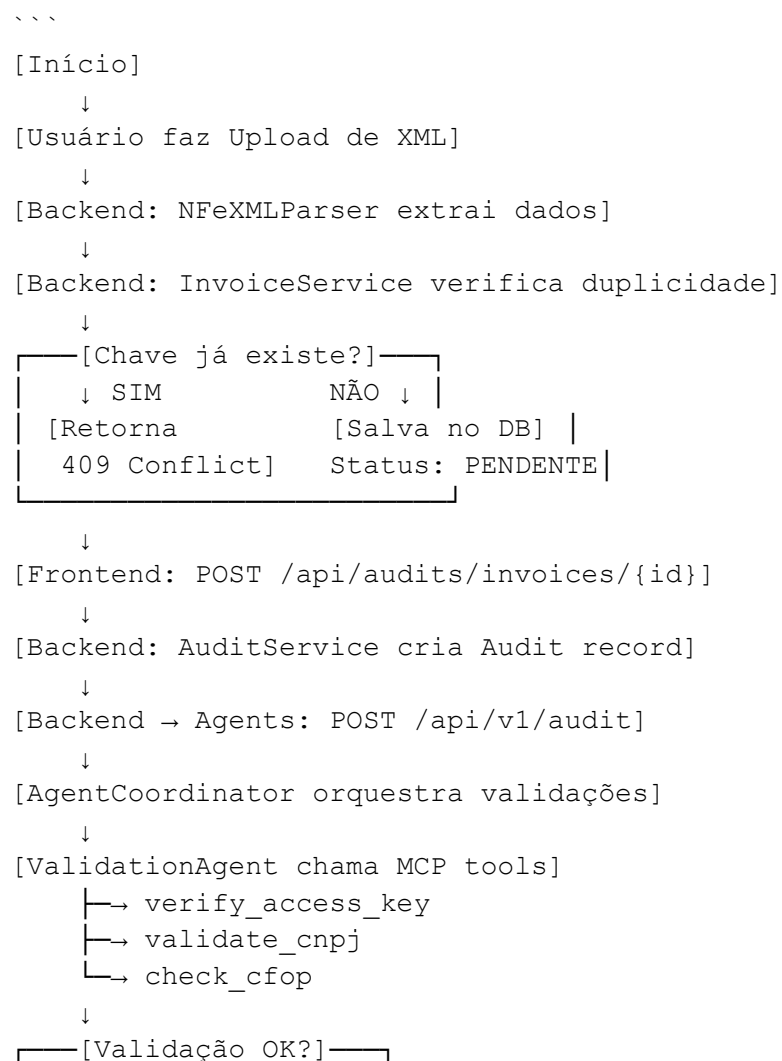 ```
[Início]
↓
[Usuário faz Upload de XML]
↓
[Backend: NFeXMLParser extrai dados]
↓
[Backend: InvoiceService verifica duplicidade]
↓
┌───[Chave já existe?]───┐
│ ↓ SIM NÃO ↓ │
│ [Retorna [Salva no DB] │
│ 409 Conflict] Status: PENDENTE│
└────────────────────────┘
↓
[Frontend: POST /api/audits/invoices/{id}]
↓
[Backend: AuditService cria Audit record]
↓
[Backend → Agents: POST /api/v1/audit]
↓
[AgentCoordinator orquestra validações]
↓
[ValidationAgent chama MCP tools]
├─→ verify_access_key
├─→ validate_cnpj
└─→ check_cfop
↓
┌───[Validação OK?]───┐